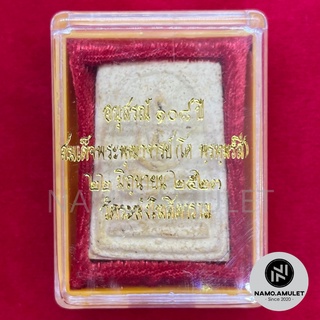 อนุสรณ์ ๑๐๘ ปี
สมเด็จพระพุฒาจารย์ (โต พรหมรังสี)
๒๒ มิถุนายน ๒๕๒๓
วัดระฆังโฆสิตาราม
NAMO.AMULET
NAMO.AMULET
Since 2020